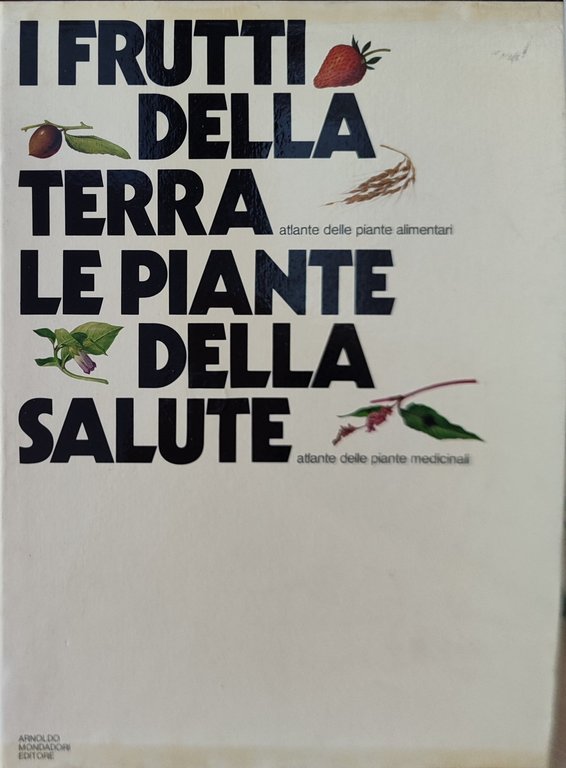 I FRUTTI
DELLA
TERRA atlante delle piante alimentari
LE PIANTE
DELLA
SALUTE atlante delle piante medicinali
ARNOLDO
MONDADORI
EDITORE